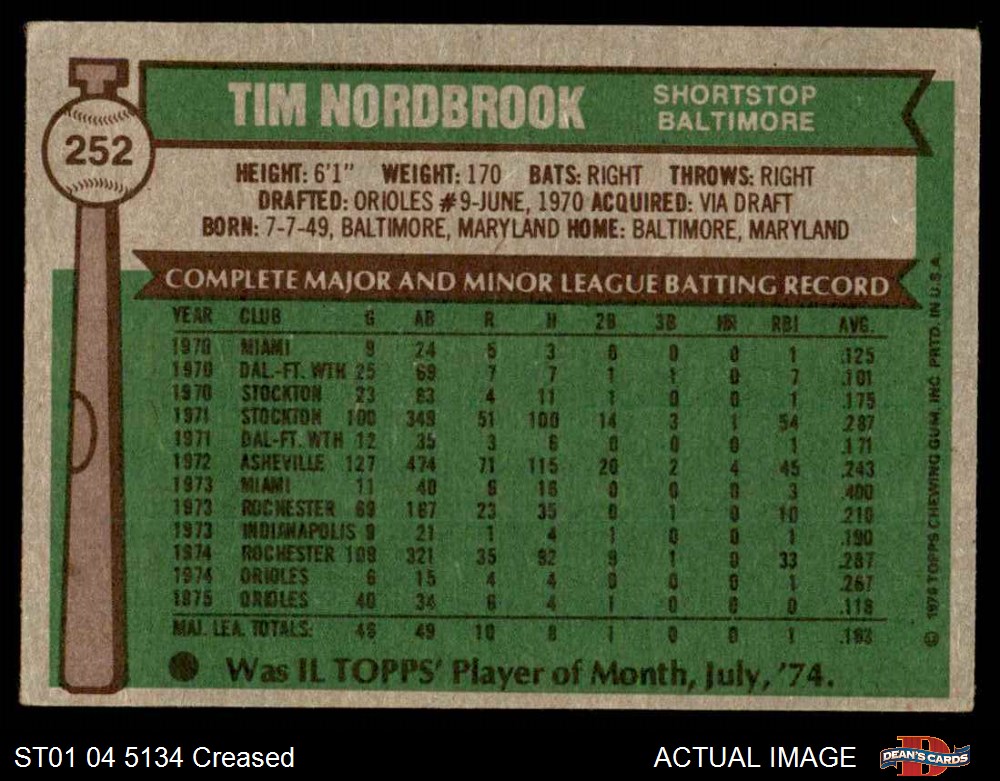 252
TIM NORDBROOK
SHORTSTOP
BALTIMORE
HEIGHT: 6'1" WEIGHT: 170 BATS: RIGHT THROWS: RIGHT
DRAFTED: ORIOLES #9-JUNE, 1970 ACQUIRED: VIA DRAFT
BORN: 7-7-49, BALTIMORE, MARYLAND HOME: BALTIMORE, MARYLAND
COMPLETE MAJOR AND MINOR LEAGUE BATTING RECORD
YEAR CLUB G AB R H 2B 3B HR RBI AVG.
1970 MIAMI 9 24 5 3 0 0 0 1 .125
1970 DAL.-FT. WTH 25 69 7 7 1 1 0 7 .101
1970 STOCKTON 23 63 4 11 1 0 0 1 .175
1971 STOCKTON 100 349 51 100 14 3 1 54 .287
1971 DAL-FT. WTH 12 35 3 6 0 0 0 1 .171
1972 ASHEVILLE 127 474 71 115 20 2 4 45 .243
1973 MIAMI 11 40 6 16 0 0 0 3 .400
1973 ROCHESTER 69 167 23 35 0 1 0 10 .210
1973 INDIANAPOLIS 9 21 1 4 1 0 0 1 .190
1974 ROCHESTER 108 321 35 92 9 1 0 33 .287
1974 ORIOLES 6 15 4 4 0 0 0 1 .267
1975 ORIOLES 40 34 6 4 1 0 0 0 .118
MAJ. LEA. TOTALS: 46 49 10 8 1 0 0 1 .163
Was IL TOPPS' Player of Month, July, '74.
© 1976 TOPPS CHEWING GUM, INC. PRTD. IN U.S.A.
ST01 04 5134 Creased
ACTUAL IMAGE
D
DEAN'S CARDS